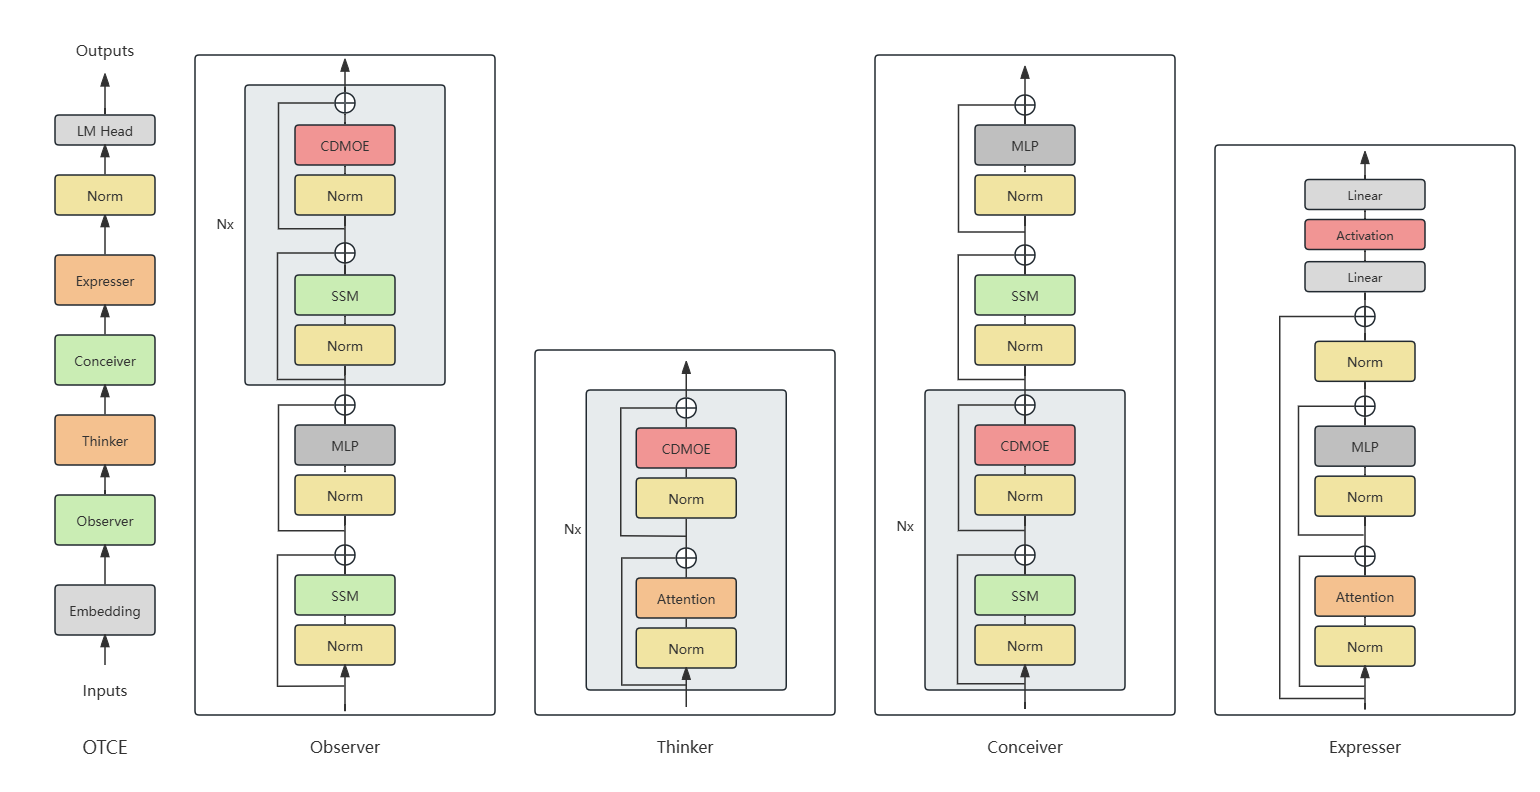 Outputs
LM Head
Norm
Expresser
Conceiver
Thinker
Observer
Embedding
Inputs
OTCE
CDMOE
Norm
Nx
SSM
Norm
MLP
Norm
SSM
Norm
Observer
CDMOE
Norm
Nx
Attention
Norm
Thinker
MLP
Norm
SSM
Norm
CDMOE
Norm
Nx
SSM
Norm
Conceiver
Linear
Activation
Linear
Norm
MLP
Norm
Attention
Norm
Expresser